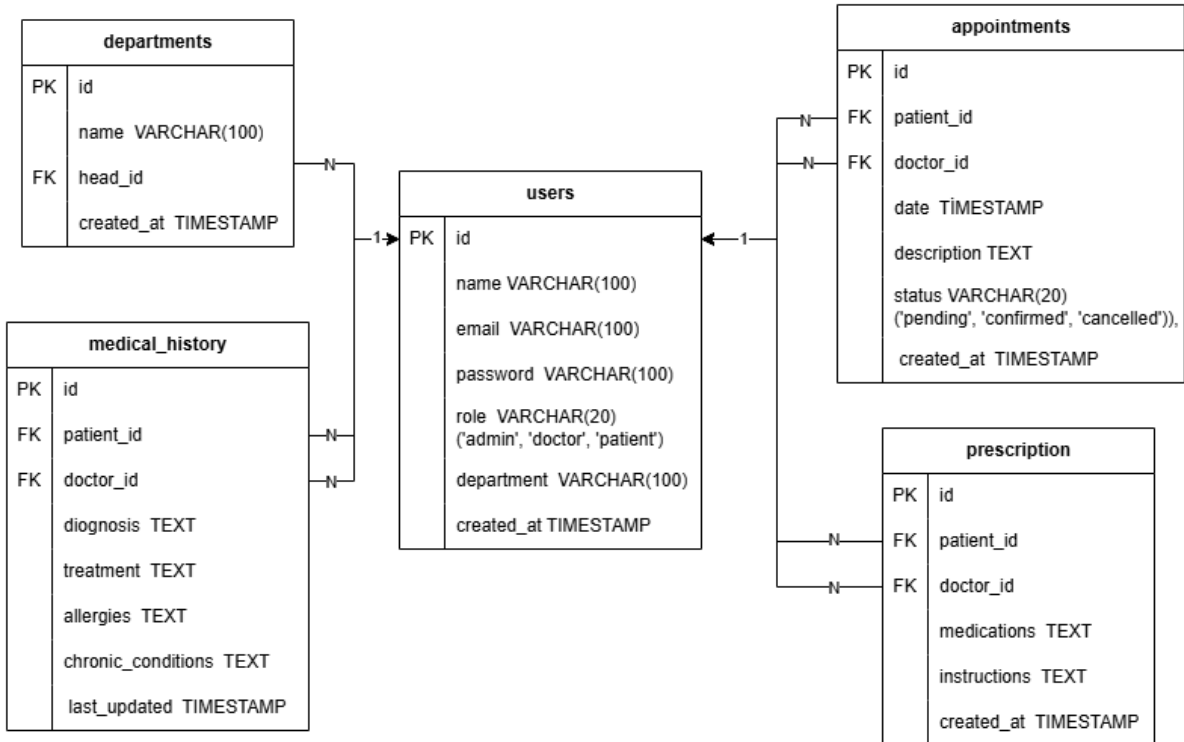 departments
PK id
name VARCHAR(100)
FK head_id
created_at TIMESTAMP
N
medical_history
PK id
FK patient_id
N
FK doctor_id
N
diognosis TEXT
treatment TEXT
allergies TEXT
chronic_conditions TEXT
last_updated TIMESTAMP
1
users
PK id
name VARCHAR(100)
email VARCHAR(100)
password VARCHAR(100)
role VARCHAR(20)
('admin', 'doctor', 'patient')
department VARCHAR(100)
created_at TIMESTAMP
1
appointments
PK id
N
FK patient_id
N
FK doctor_id
date TİMESTAMP
description TEXT
status VARCHAR(20)
('pending', 'confirmed', 'cancelled')),
created_at TIMESTAMP
prescription
PK id
N
FK patient_id
N
FK doctor_id
medications TEXT
instructions TEXT
created_at TIMESTAMP